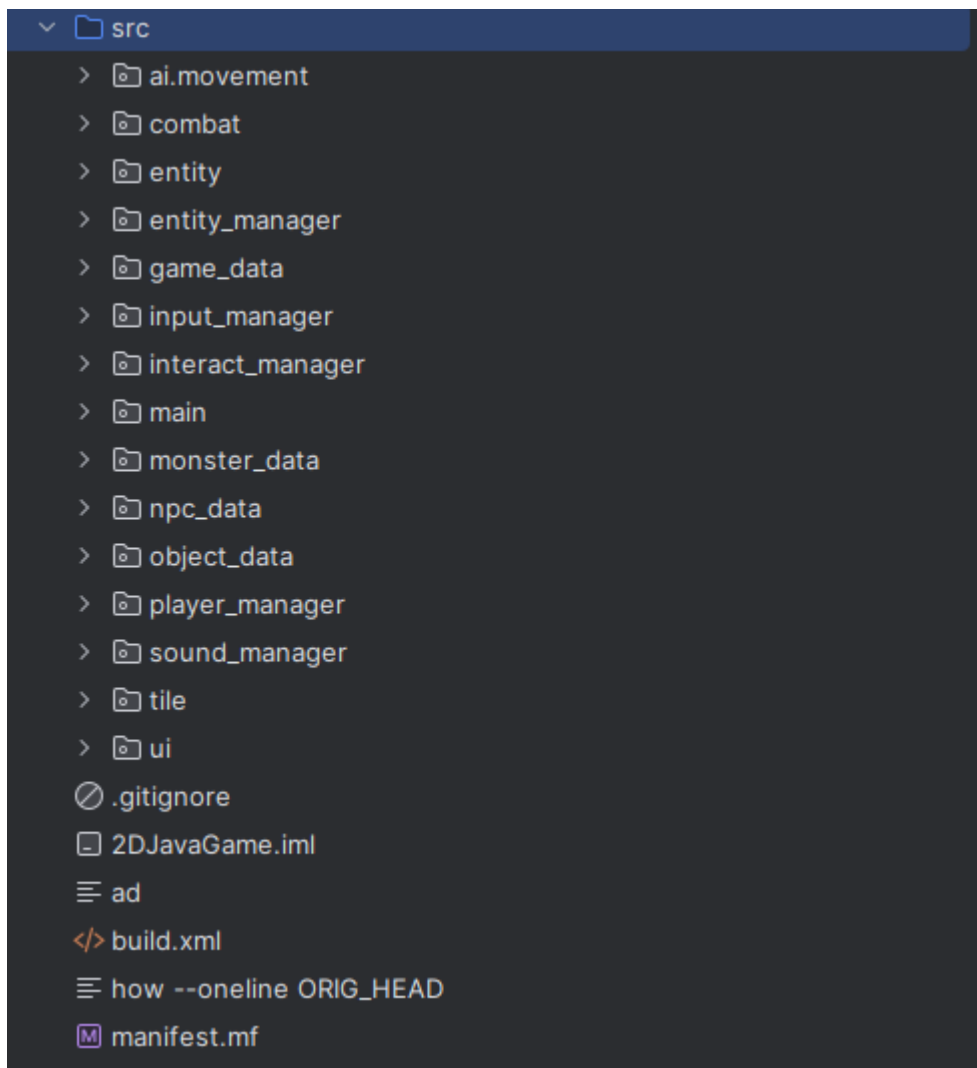 src
ai.movement
combat
entity
entity_manager
game_data
input_manager
interact_manager
main
monster_data
npc_data
object_data
player_manager
sound_manager
tile
ui
.gitignore
2DJavaGame.iml
ad
</> build.xml
how --oneline ORIG_HEAD
M manifest.mf